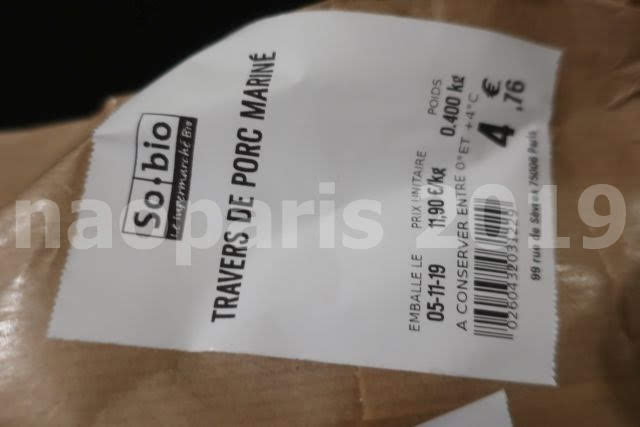 So.bio
Le Supermarché Bio
TRAVERS DE PORC MARINÉ
EMBALLE LE PRIX UNITAIRE POIDS
05-11-19 11,90 €/kg 0.400 kg
A CONSERVER ENTRE 0° ET +4°C
4 € ,76
99 rue de Sèvres 75006 Paris
naoparis 2019